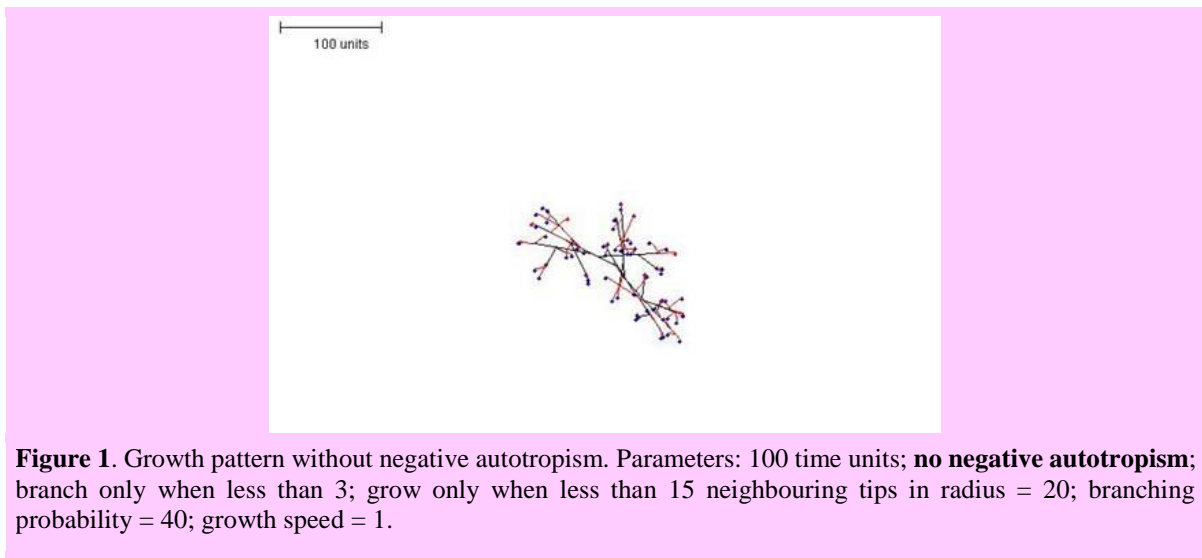 100 units
Figure 1. Growth pattern without negative autotropism. Parameters: 100 time units; no negative autotropism;
branch only when less than 3; grow only when less than 15 neighbouring tips in radius = 20; branching
probability = 40; growth speed = 1.